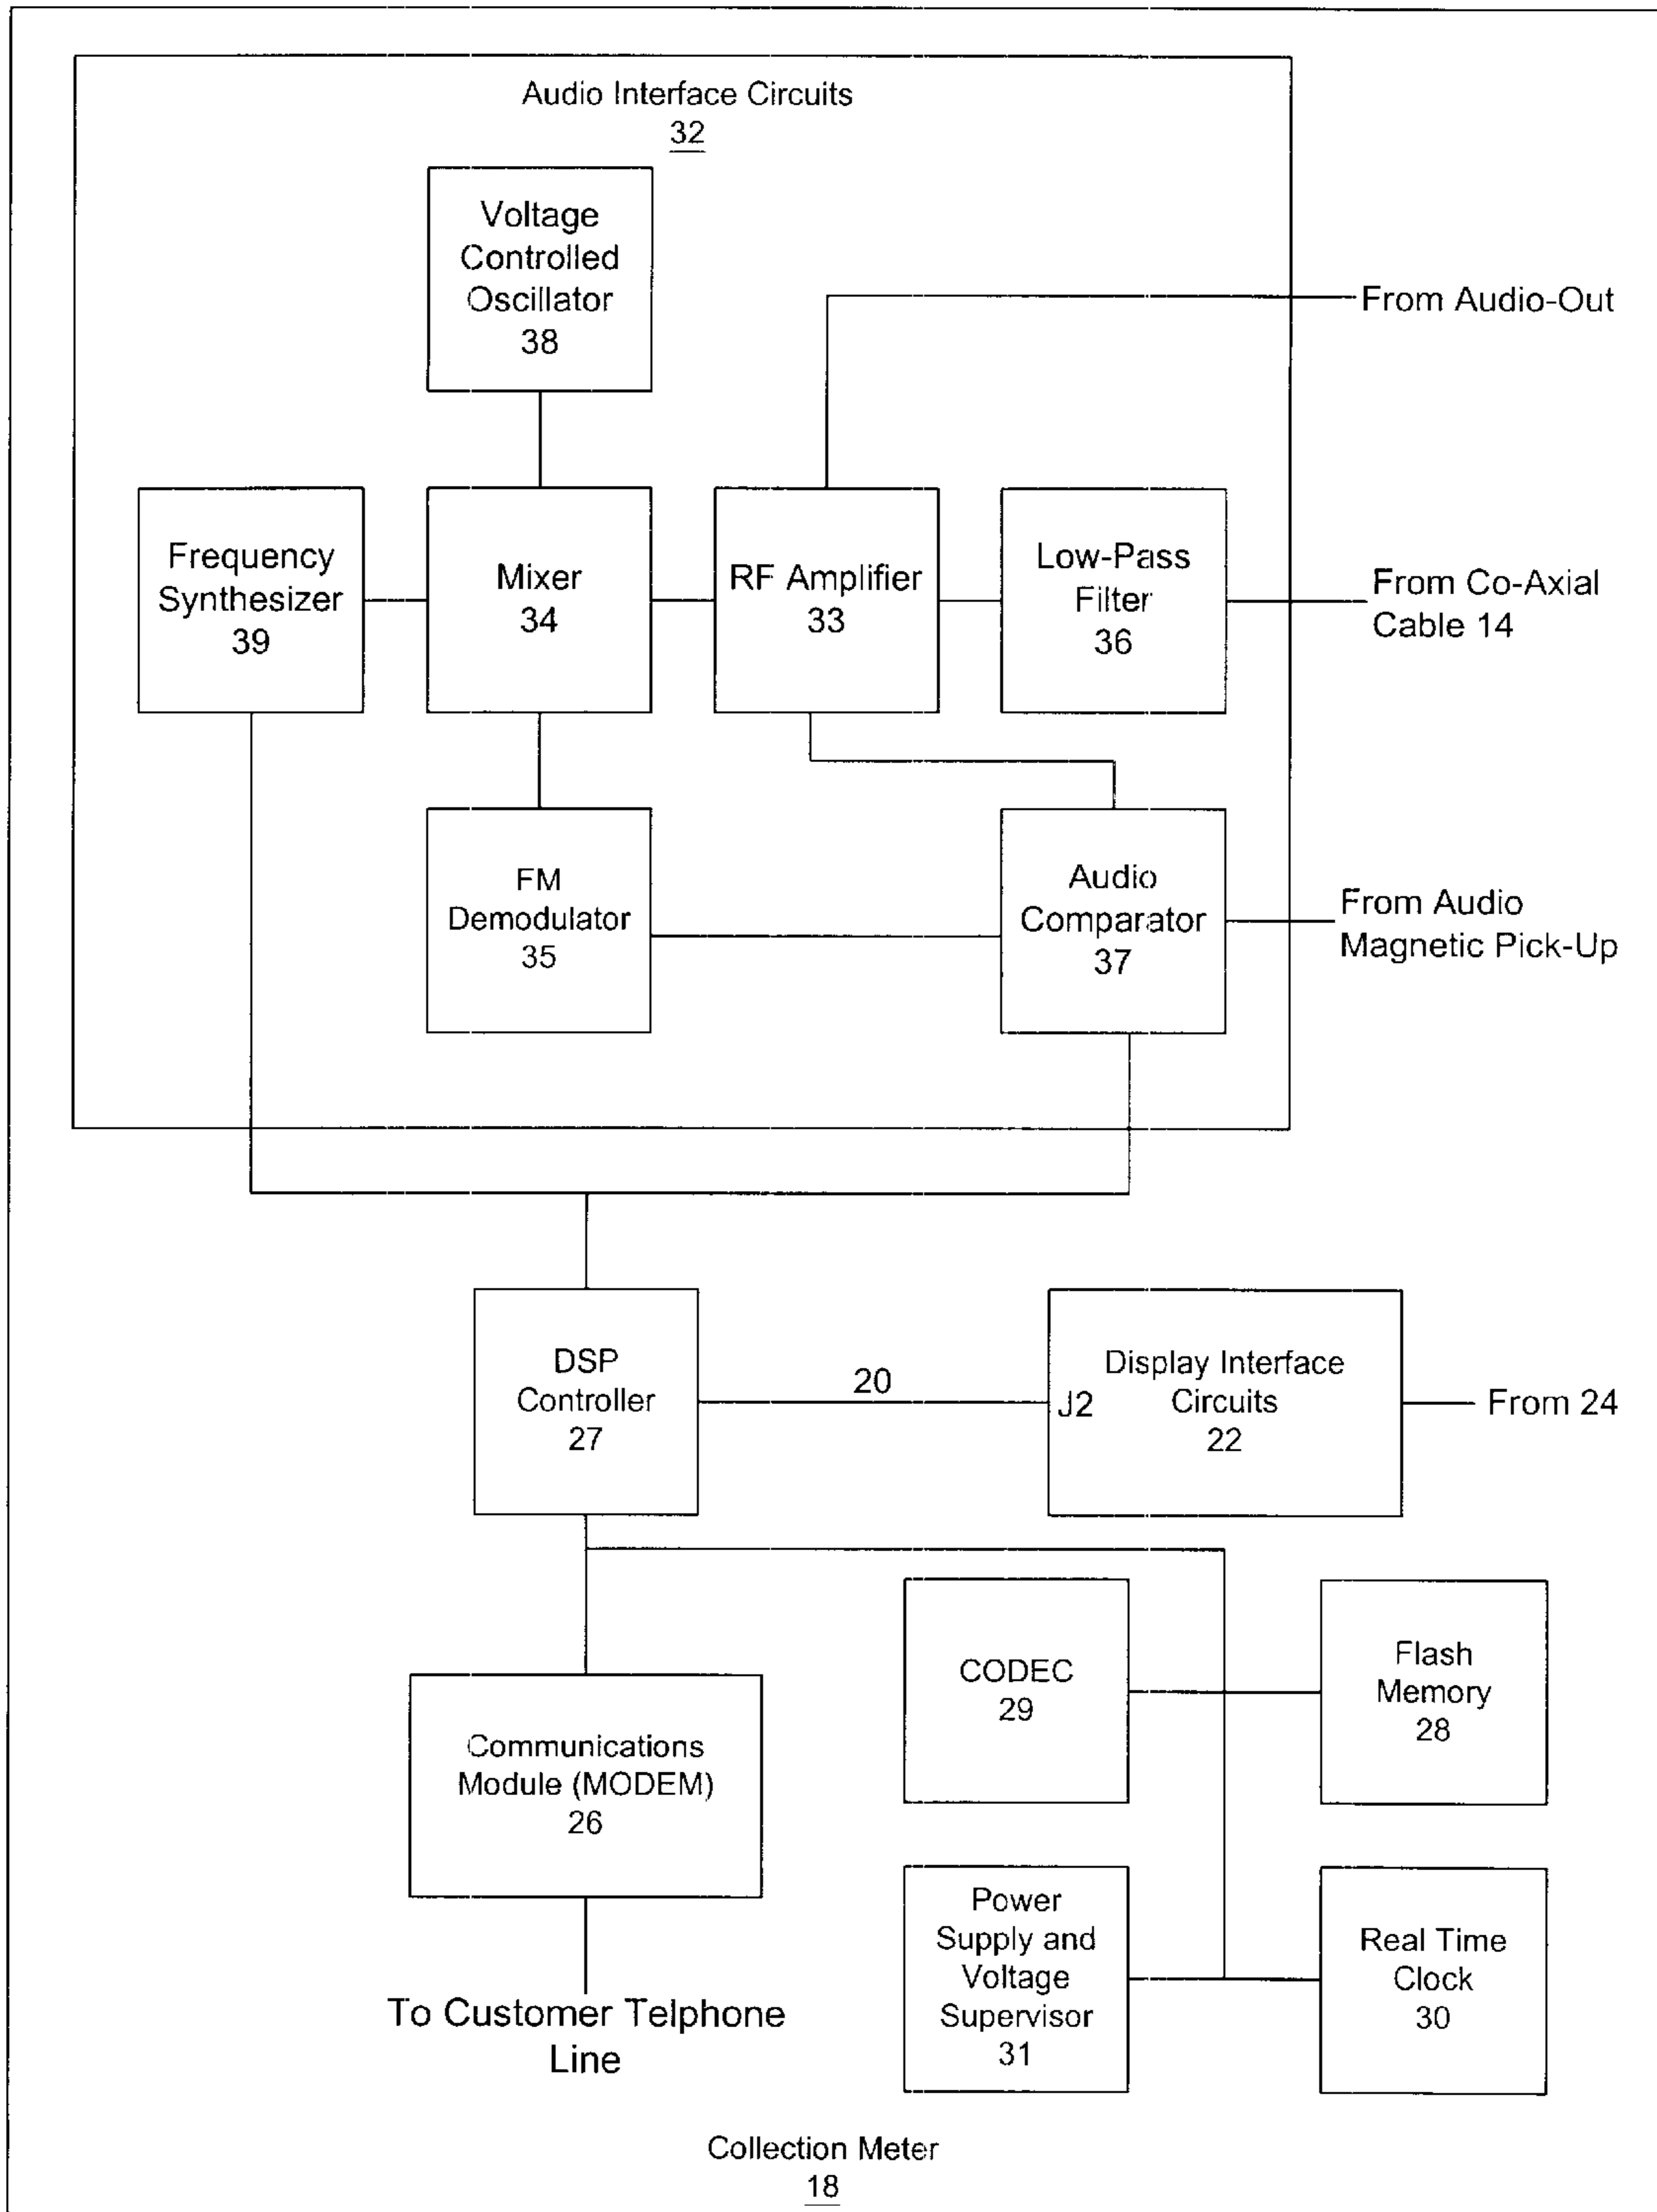 Audio Interface Circuits
32
Voltage
Controlled
Oscillator
38
From Audio-Out
Frequency
Synthesizer
39
Mixer
34
RF Amplifier
33
Low-Pass
Filter
36
From Co-Axial
Cable 14
FM
Demodulator
35
Audio
Comparator
37
From Audio
Magnetic Pick-Up
DSP
Controller
27
20
J2
Display Interface
Circuits
22
From 24
CODEC
29
Flash
Memory
28
Communications
Module (MODEM)
26
Power
Supply and
Voltage
Supervisor
31
Real Time
Clock
30
To Customer Telphone
Line
Collection Meter
18